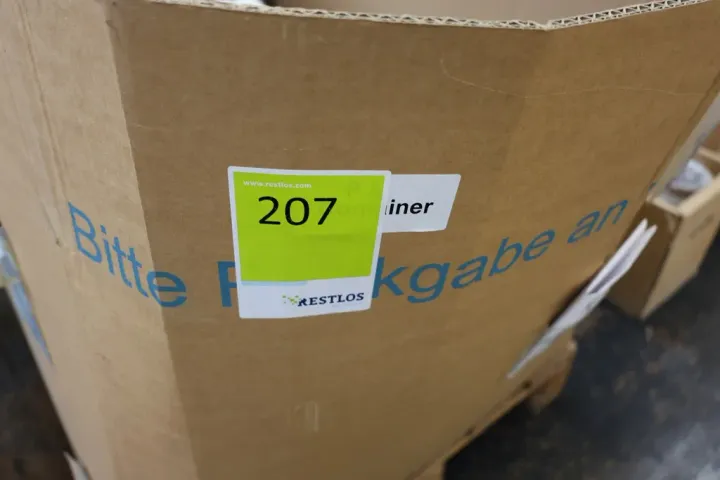 www.restlos.com
207
iner
RESTLOS
Bitte R kgabe an